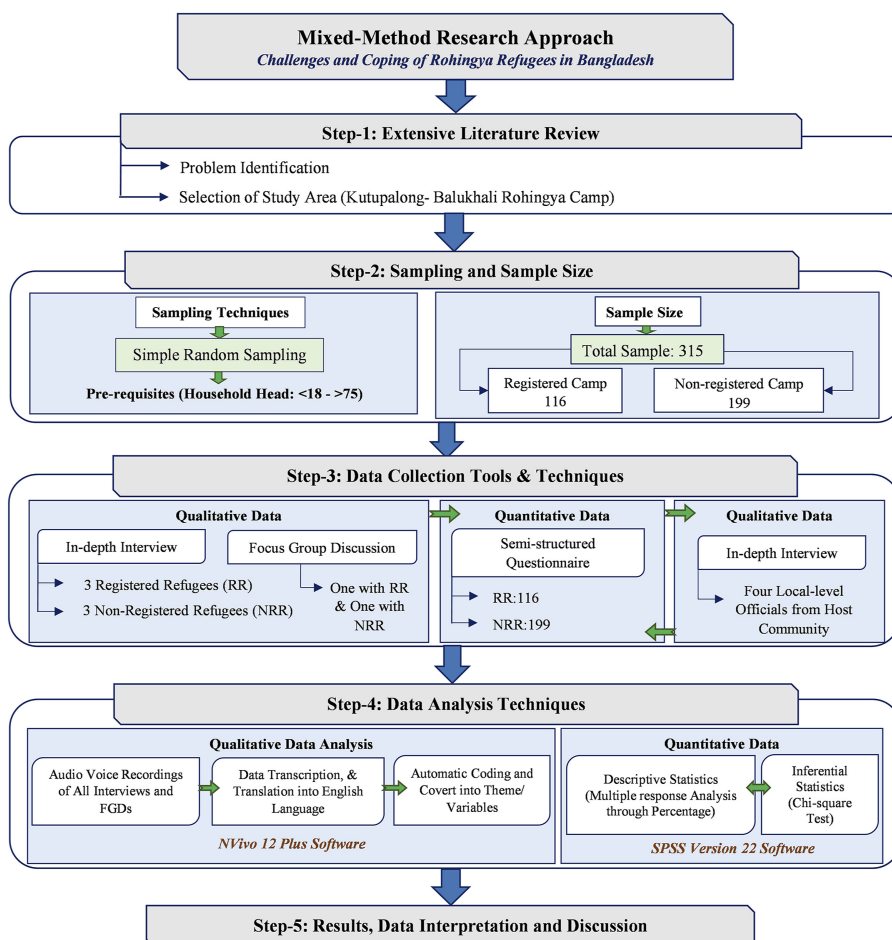 Mixed-Method Research Approach
Challenges and Coping of Rohingya Refugees in Bangladesh
Step-1: Extensive Literature Review
Problem Identification
Selection of Study Area (Kutupalong- Balukhali Rohingya Camp)
Step-2: Sampling and Sample Size
Sampling Techniques
Simple Random Sampling
Pre-requisites (Household Head: <18 - >75)
Sample Size
Total Sample: 315
Registered Camp
116
Non-registered Camp
199
Step-3: Data Collection Tools & Techniques
Qualitative Data
In-depth Interview
3 Registered Refugees (RR)
3 Non-Registered Refugees (NRR)
Focus Group Discussion
One with RR
& One with
NRR
Quantitative Data
Semi-structured
Questionnaire
RR:116
NRR:199
Qualitative Data
In-depth Interview
Four Local-level
Officials from Host
Community
Step-4: Data Analysis Techniques
Qualitative Data Analysis
Audio Voice Recordings
of All Interviews and
FGDs
Data Transcription, &
Translation into English
Language
Automatic Coding and
Covert into Theme/
Variables
NVivo 12 Plus Software
Quantitative Data
Descriptive Statistics
(Multiple response Analysis
through Percentage)
Inferential
Statistics
(Chi-square
Test)
SPSS Version 22 Software
Step-5: Results, Data Interpretation and Discussion